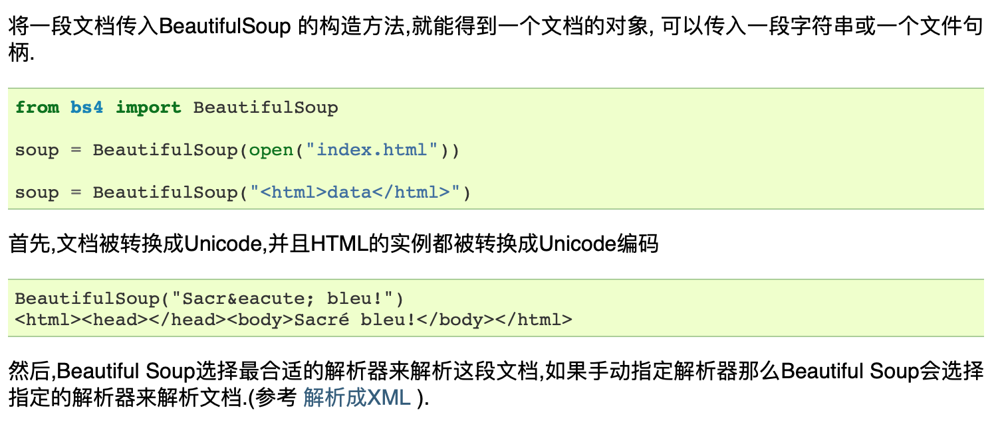 将一段文档传入BeautifulSoup 的构造方法,就能得到一个文档的对象, 可以传入一段字符串或一个文件句
柄.
from bs4 import BeautifulSoup
soup = BeautifulSoup(open("index.html"))
soup = BeautifulSoup("<html>data</html>")
首先,文档被转换成Unicode,并且HTML的实例都被转换成Unicode编码
BeautifulSoup("Sacr&eacute; bleu!")
<html><head></head><body>Sacré bleu!</body></html>
然后,Beautiful Soup选择最合适的解析器来解析这段文档,如果手动指定解析器那么Beautiful Soup会选择
指定的解析器来解析文档.(参考 解析成XML ).